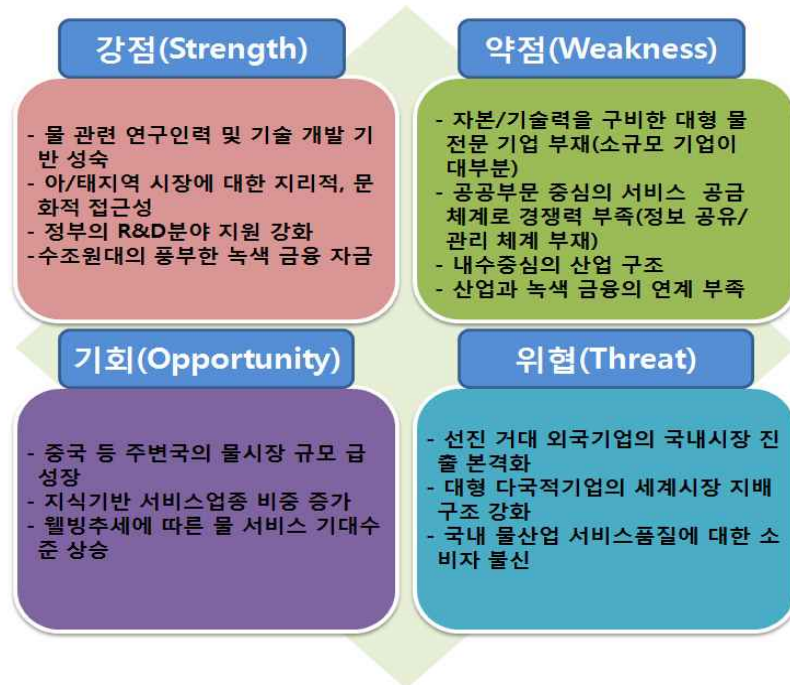 강점(Strength)
- 물 관련 연구인력 및 기술 개발 기
반 성숙
- 아/태지역 시장에 대한 지리적, 문
화적 접근성
- 정부의 R&D분야 지원 강화
-수조원대의 풍부한 녹색 금융 자금
약점(Weakness)
- 자본/기술력을 구비한 대형 물
전문 기업 부재(소규모 기업이
대부분)
- 공공부문 중심의 서비스 공급
체계로 경쟁력 부족(정보 공유/
관리 체계 부재)
- 내수중심의 산업 구조
- 산업과 녹색 금융의 연계 부족
기회(Opportunity)
- 중국 등 주변국의 물시장 규모 급
성장
- 지식기반 서비스업종 비중 증가
- 웰빙추세에 따른 물 서비스 기대수
준 상승
위협(Threat)
- 선진 거대 외국기업의 국내시장 진
출 본격화
- 대형 다국적기업의 세계시장 지배
구조 강화
- 국내 물산업 서비스품질에 대한 소
비자 불신